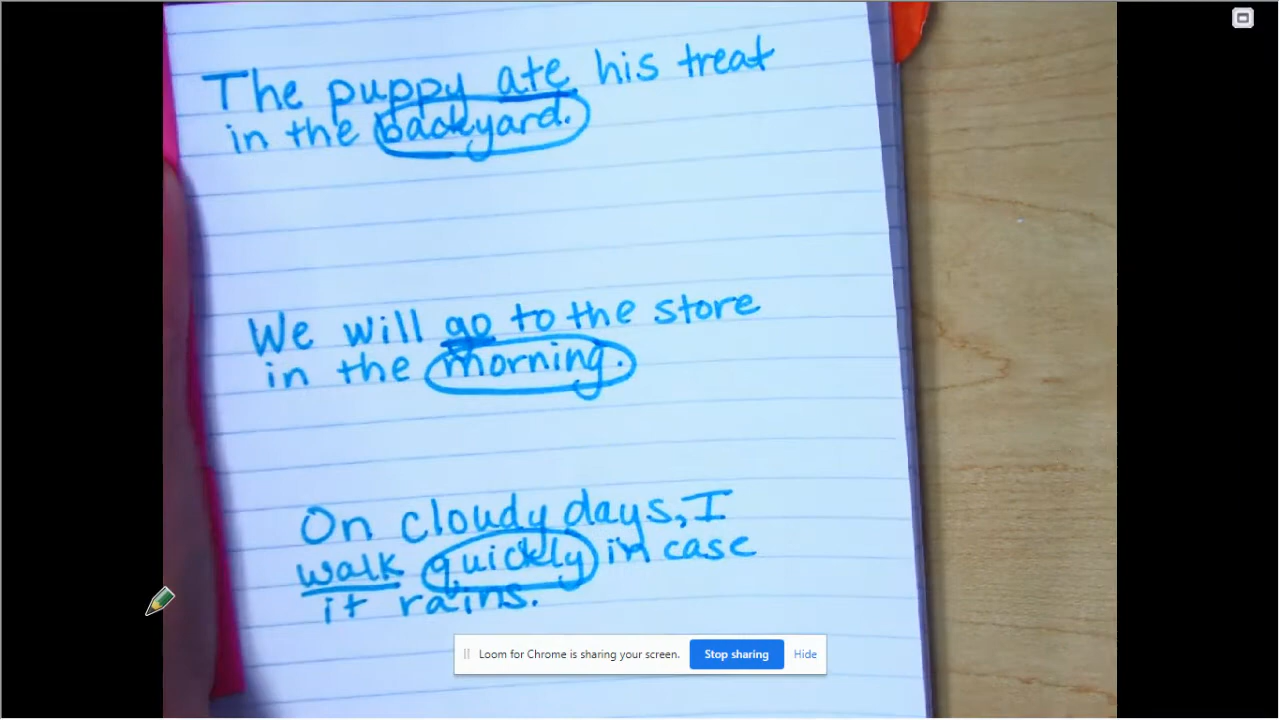 The puppy ate his treat
in the backyard.
We will go to the store
in the morning.
On cloudy days, I
walk quickly in case
it rains.
Loom for Chrome is sharing your screen. Stop sharing Hide